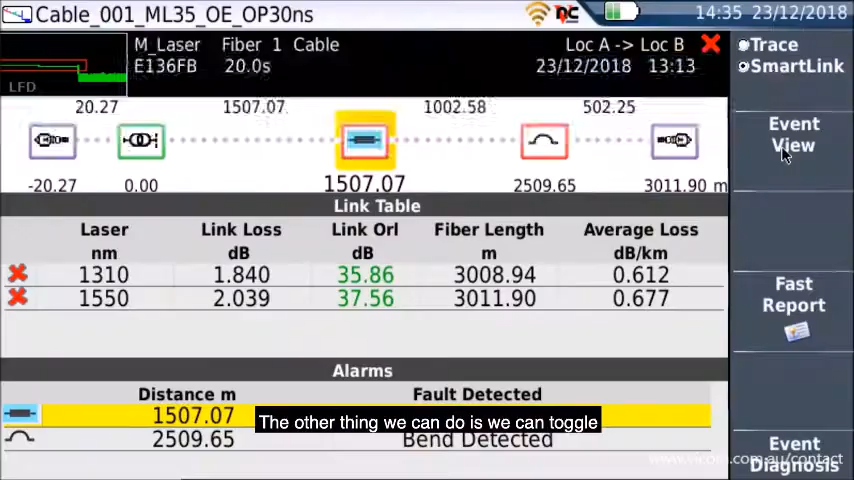 Cable_001_ML35_OE_OP30ns
14:35 23/12/2018
M_Laser Fiber 1 Cable
Loc A -> Loc B
E136FB 20.0s
23/12/2018 13:13
LFD
Trace
SmartLink
20.27 1507.07 1002.58 502.25
-20.27 0.00 1507.07 2509.65 3011.90 m
Event
View
Link Table
Laser Link Loss Link Orl Fiber Length Average Loss
nm dB dB m dB/km
1310 1.840 35.86 3008.94 0.612
1550 2.039 37.56 3011.90 0.677
Fast
Report
Alarms
Distance m Fault Detected
1507.07
The other thing we can do is we can toggle
2509.65 Bend Detected
Event
Diagnosis
www.vicom.com.au/contact